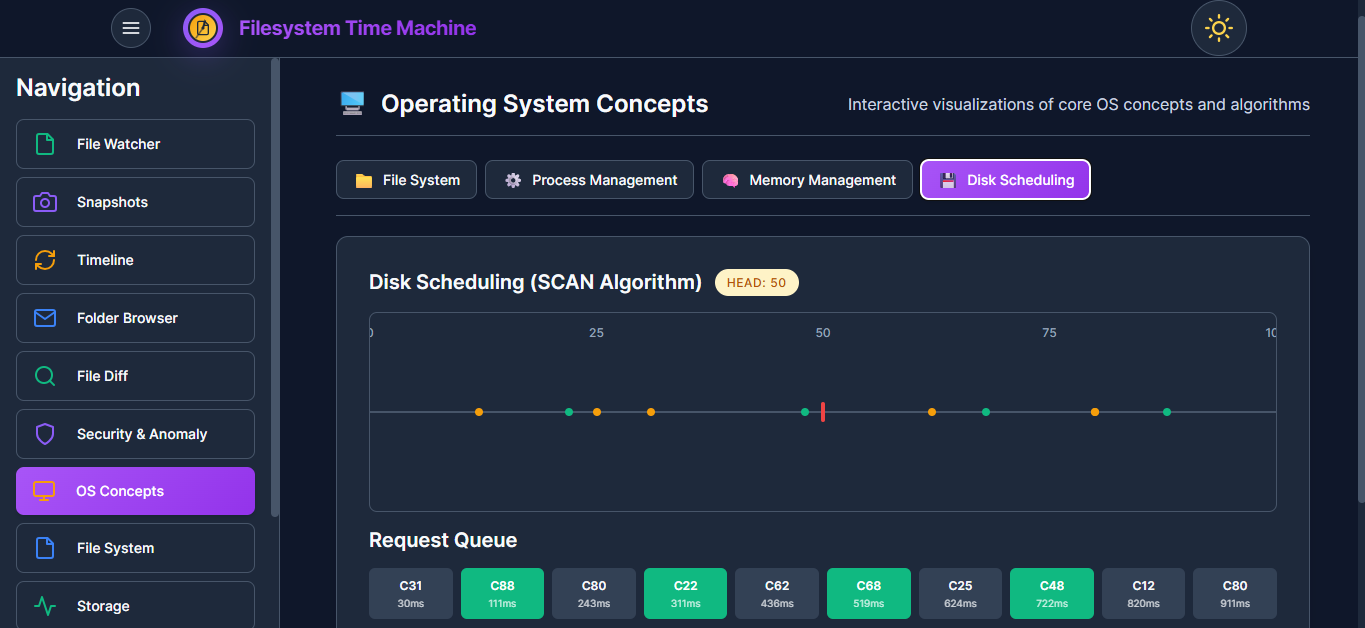 Filesystem Time Machine
Navigation
File Watcher
Snapshots
Timeline
Folder Browser
File Diff
Security & Anomaly
OS Concepts
File System
Storage
Operating System Concepts
Interactive visualizations of core OS concepts and algorithms
File System
Process Management
Memory Management
Disk Scheduling
Disk Scheduling (SCAN Algorithm)
HEAD: 50
0 25 50 75 10
Request Queue
C31 C88 C80 C22 C62 C68 C25 C48 C12 C80
30ms 111ms 243ms 311ms 436ms 519ms 624ms 722ms 820ms 911ms